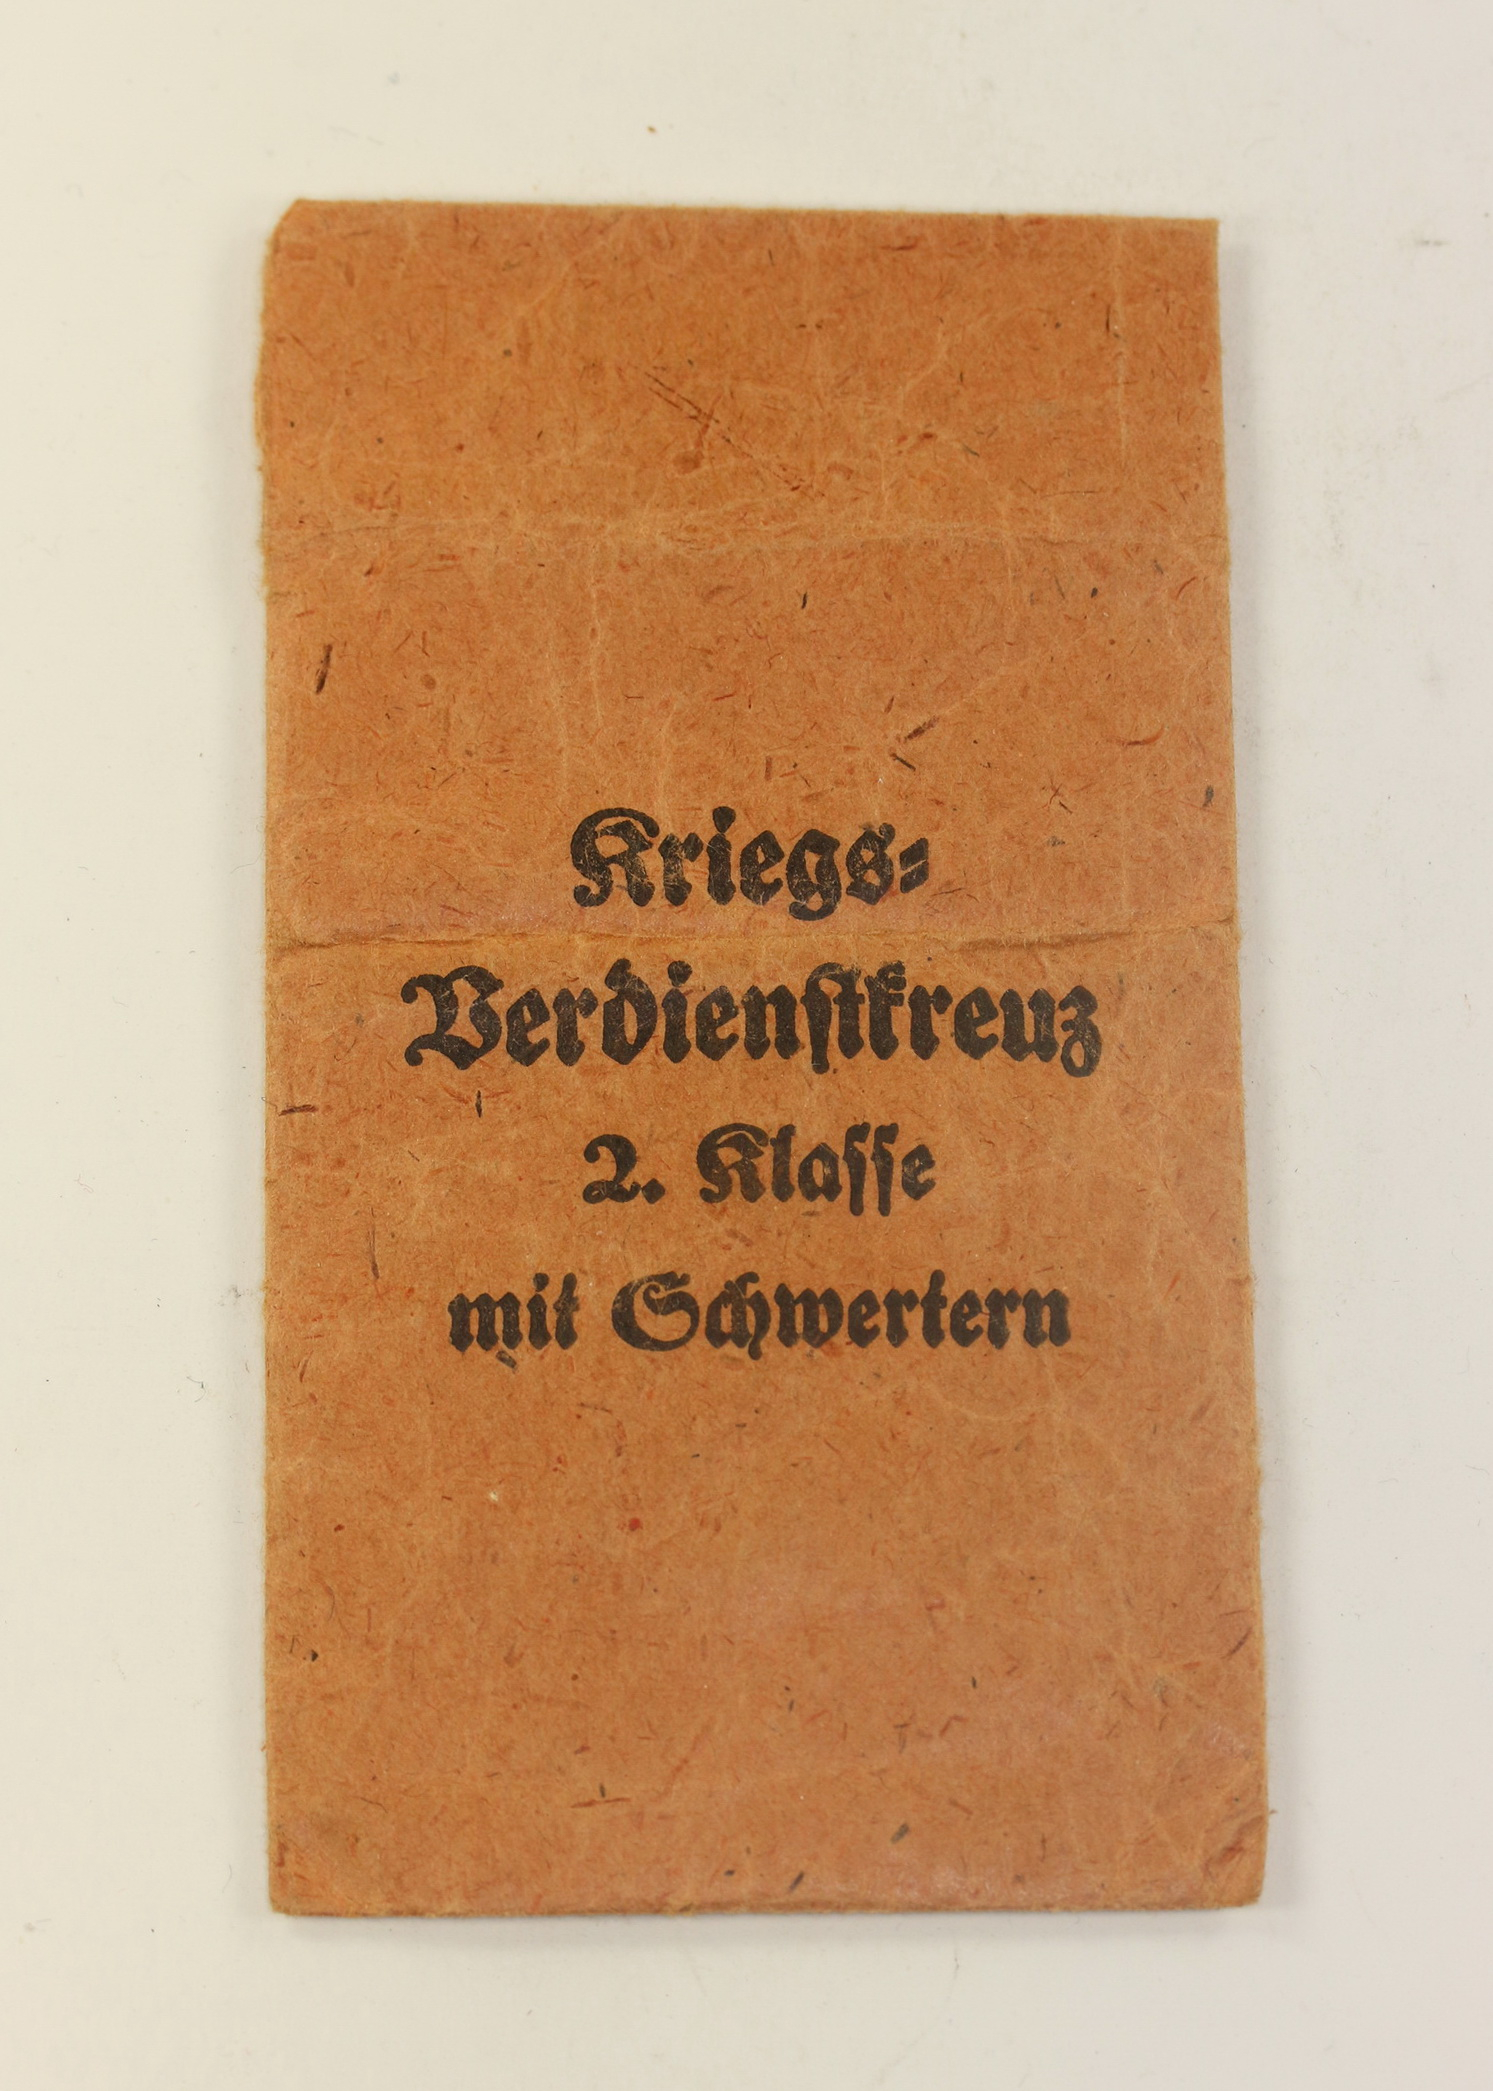 Kriegs-
Verdienstkreuz
2. Klasse
mit Schwertern